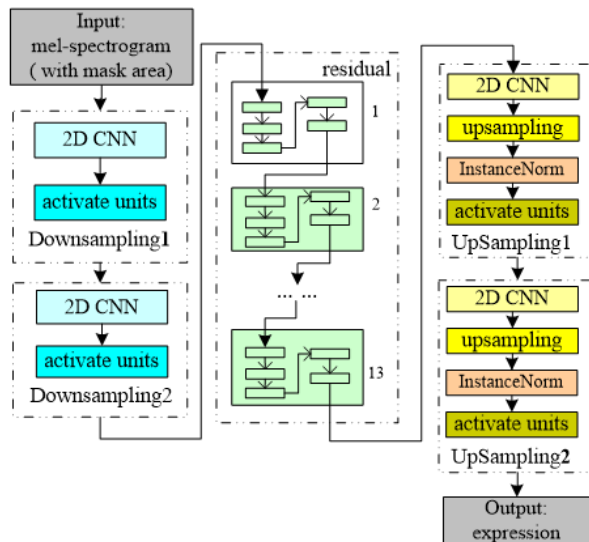 Input:
mel-spectrogram
( with mask area)
2D CNN
activate units
Downsampling1
2D CNN
activate units
Downsampling2
residual
1
2
... ...
13
2D CNN
upsampling
InstanceNorm
activate units
UpSampling1
2D CNN
upsampling
InstanceNorm
activate units
UpSampling2
Output:
expression